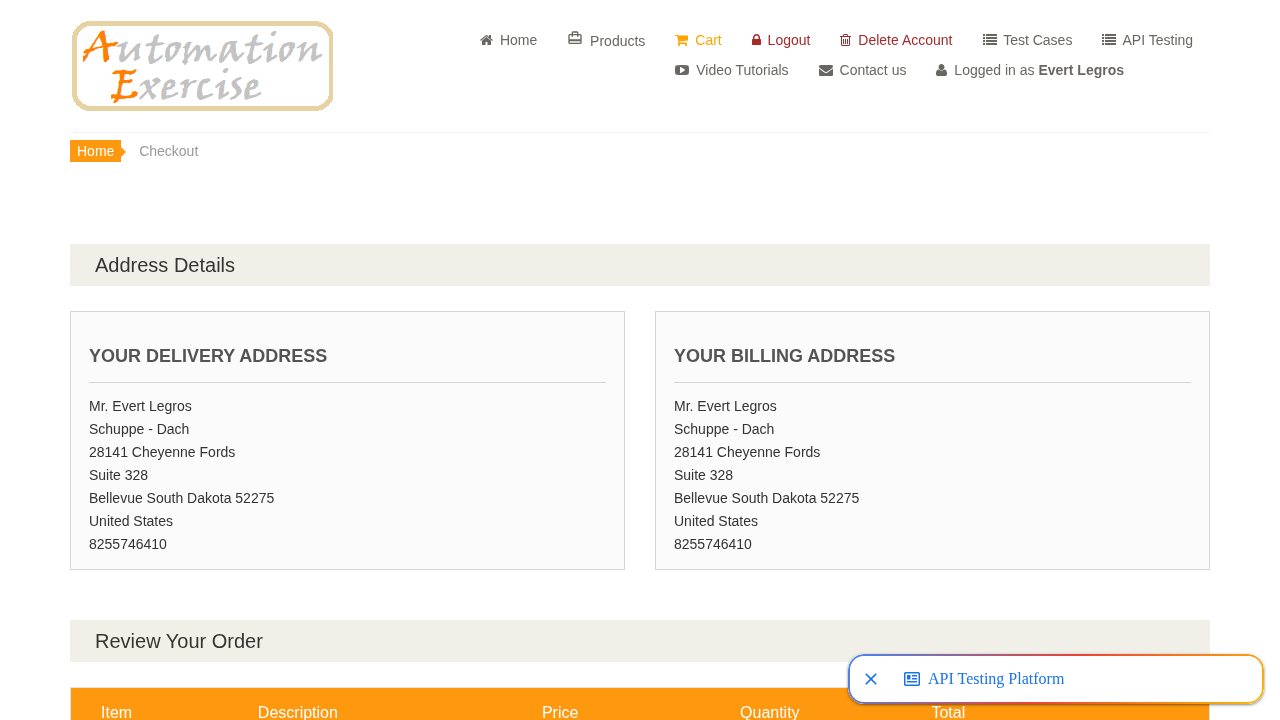 Automation
Exercise
Home
Products
Cart
Logout
Delete Account
Test Cases
API Testing
Video Tutorials
Contact us
Logged in as Evert Legros
Home
Checkout
Address Details
YOUR DELIVERY ADDRESS
Mr. Evert Legros
Schuppe - Dach
28141 Cheyenne Fords
Suite 328
Bellevue South Dakota 52275
United States
8255746410
YOUR BILLING ADDRESS
Mr. Evert Legros
Schuppe - Dach
28141 Cheyenne Fords
Suite 328
Bellevue South Dakota 52275
United States
8255746410
Review Your Order
API Testing Platform
Item Description Price Quantity Total